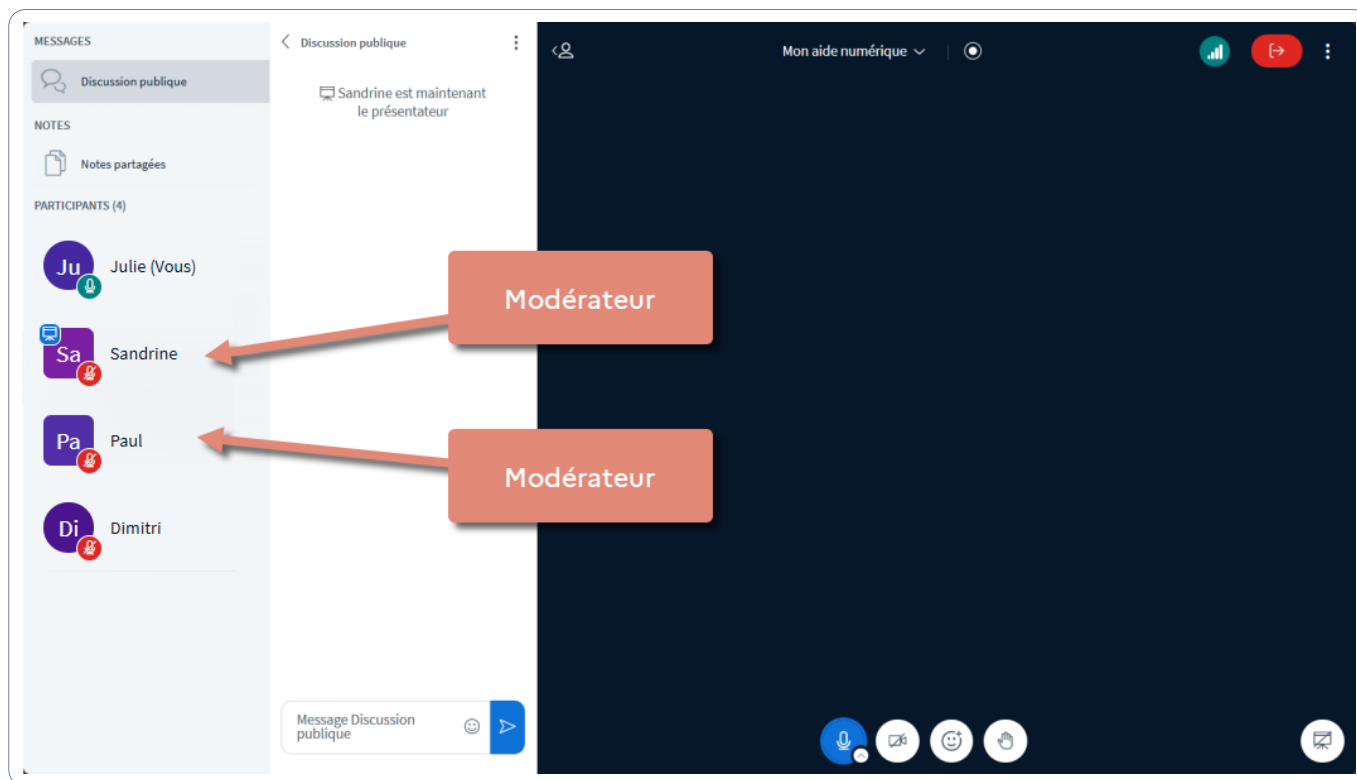 MESSAGES
Discussion publique
NOTES
Notes partagées
PARTICIPANTS (4)
Ju
Julie (Vous)
Sa
Sandrine
Pa
Paul
Di
Dimitri
Discussion publique
Sandrine est maintenant
le présentateur
Message Discussion
publique
Mon aide numérique
Modérateur
Modérateur